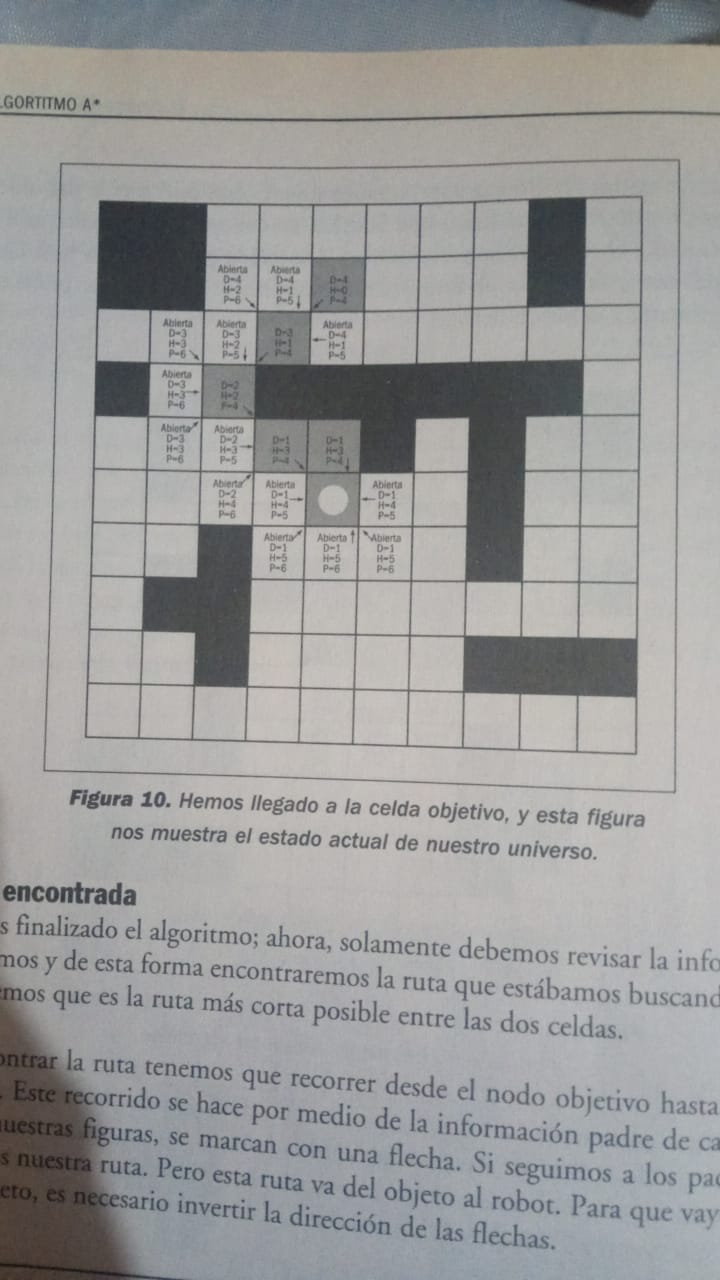 LGORTITMO A*
Abierta Abierta
D=4 D=4 D=4
H=2 H=1 H=0
P=6 P=5 P=4
Abierta Abierta Abierta
D=3 D=3 D=3 D=4
H=3 H=2 H=1 H=1
P=6 P=5 P=4 P=5
Abierta
D=3 D=2
H=3 H=2
P=6 P=4
Abierta Abierta
D=3 D=2 D=1 D=1
H=3 H=3 H=3 H=3
P=6 P=5 P=4 P=4
Abierta Abierta Abierta
D=2 D=1 D=1
H=4 H=4 H=4
P=6 P=5 P=5
Abierta Abierta Abierta
D=1 D=1 D=1
H=5 H=5 H=5
P=6 P=6 P=6
Figura 10. Hemos llegado a la celda objetivo, y esta figura
nos muestra el estado actual de nuestro universo.
encontrada
s finalizado el algoritmo; ahora, solamente debemos revisar la info
mos y de esta forma encontraremos la ruta que estábamos buscand
emos que es la ruta más corta posible entre las dos celdas.
ontrar la ruta tenemos que recorrer desde el nodo objetivo hasta
. Este recorrido se hace por medio de la información padre de ca
nuestras figuras, se marcan con una flecha. Si seguimos a los pad
s nuestra ruta. Pero esta ruta va del objeto al robot. Para que vay
eto, es necesario invertir la dirección de las flechas.